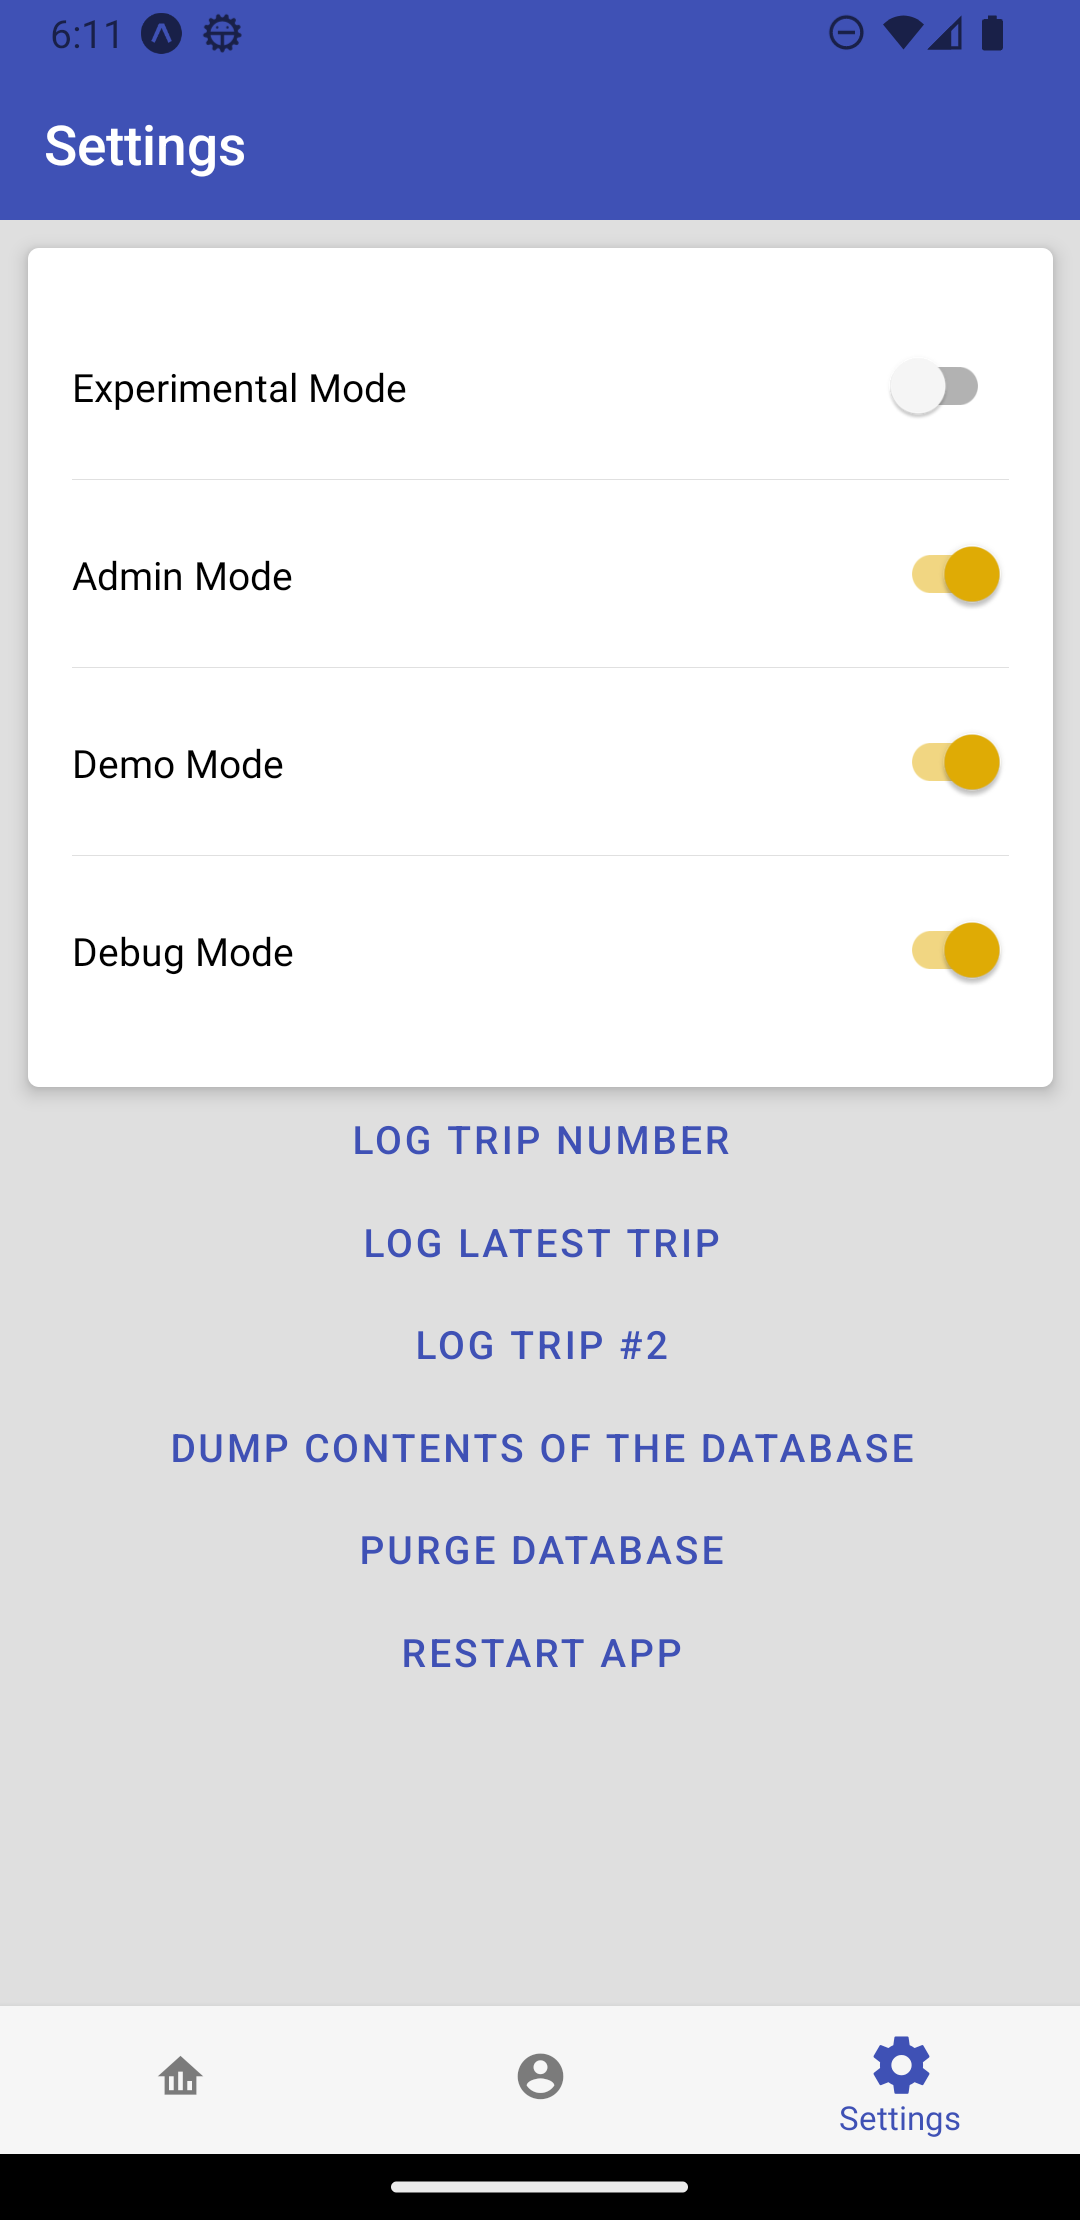 6:11
Settings
Experimental Mode
Admin Mode
Demo Mode
Debug Mode
LOG TRIP NUMBER
LOG LATEST TRIP
LOG TRIP #2
DUMP CONTENTS OF THE DATABASE
PURGE DATABASE
RESTART APP
Settings